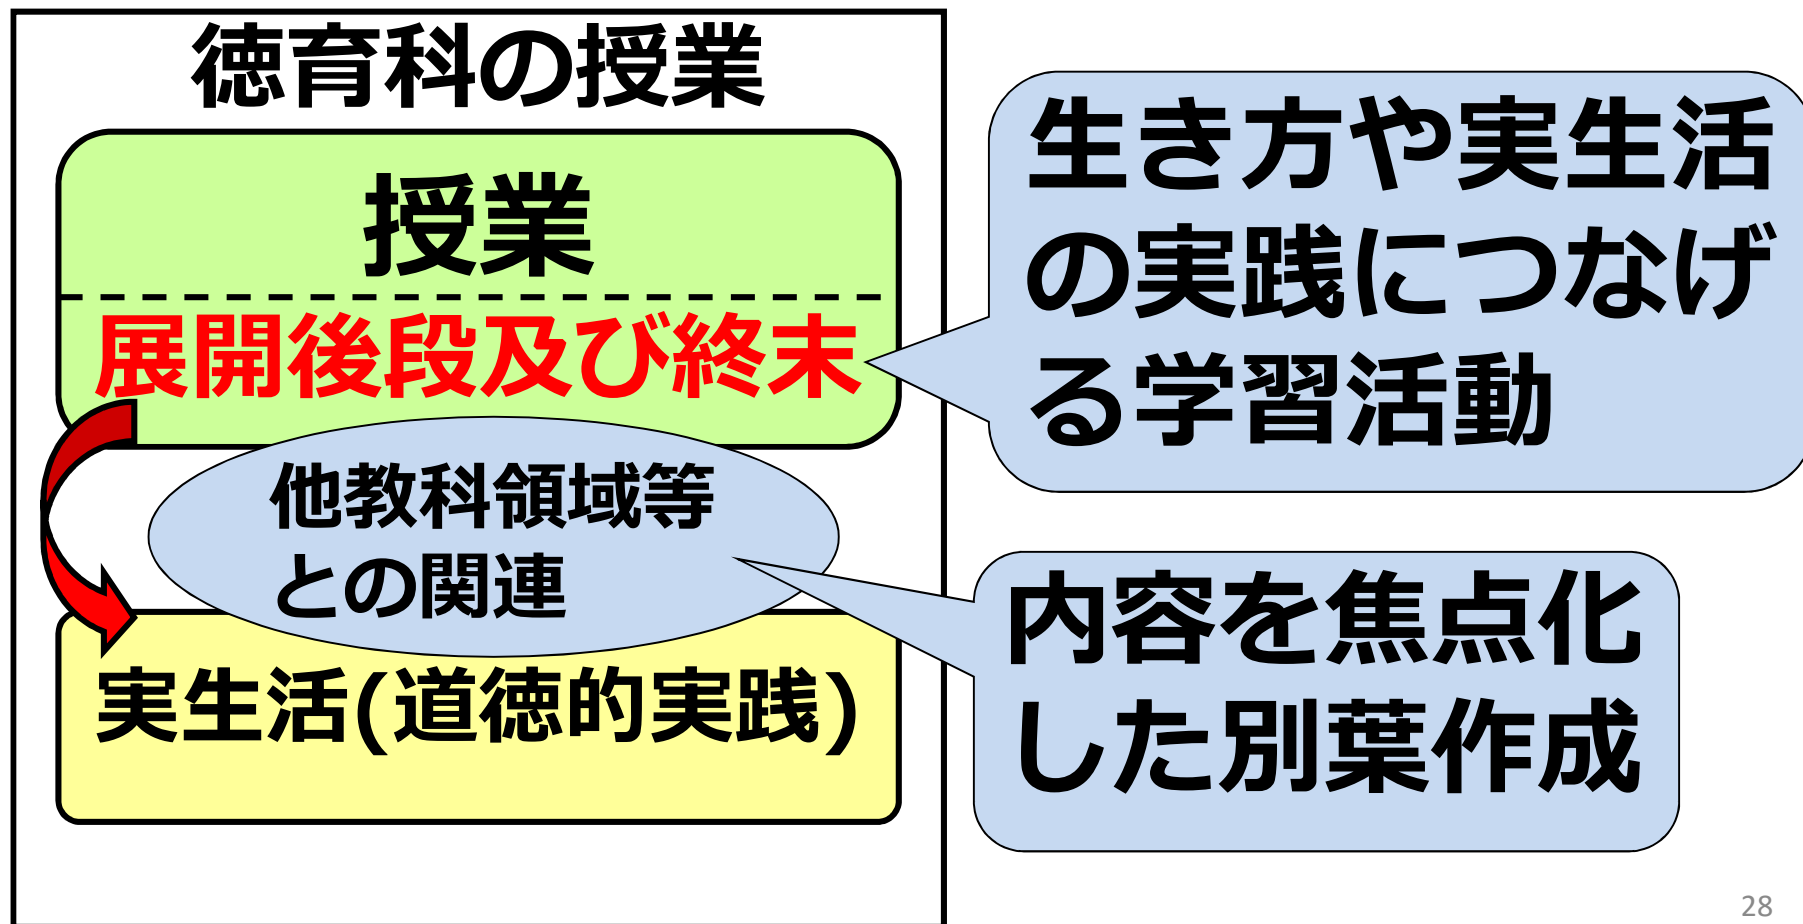 徳育科の授業
授業
展開後段及び終末
他教科領域等
との関連
実生活(道徳的実践)
生き方や実生活
の実践につなげ
る学習活動
内容を焦点化
した別葉作成
28